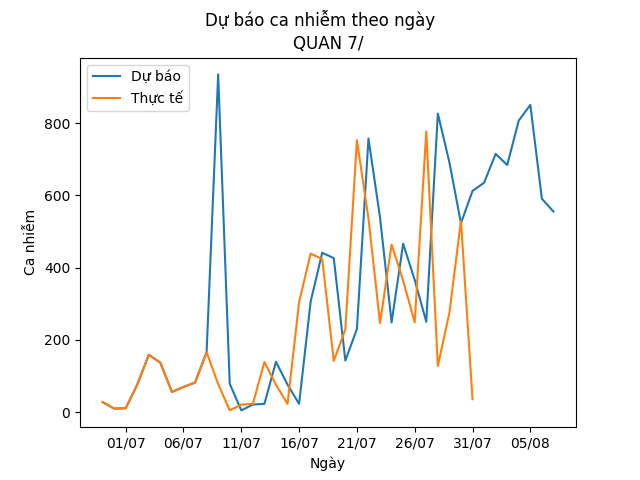 Dự báo ca nhiễm theo ngày
QUAN 7/
Dự báo
Thực tế
Ca nhiễm
800
600
400
200
0
01/07 06/07 11/07 16/07 21/07 26/07 31/07 05/08
Ngày